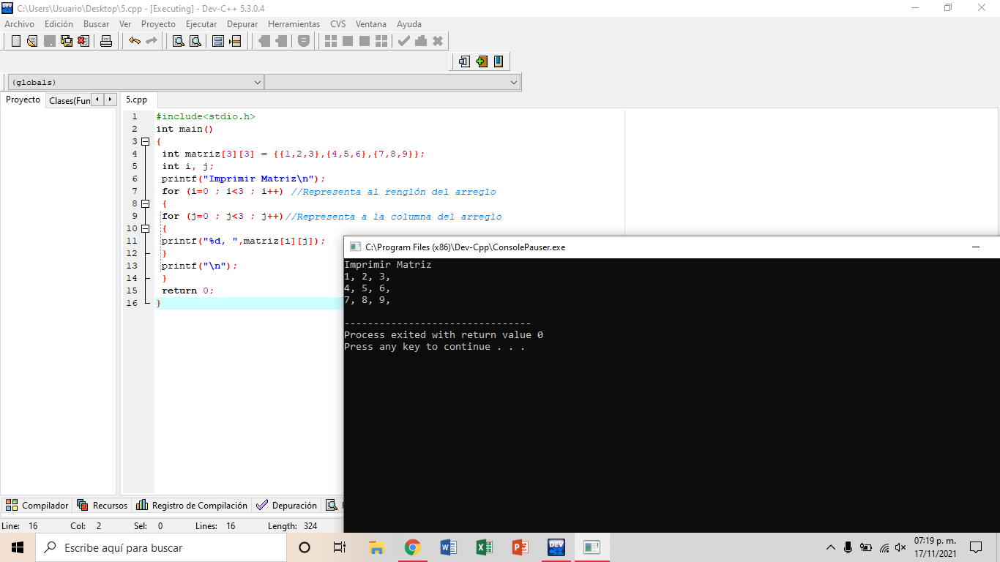 C:\Users\Usuario\Desktop\5.cpp - [Executing] - Dev-C++ 5.3.0.4
Archivo Edición Buscar Ver Proyecto Ejecutar Depurar Herramientas CVS Ventana Ayuda
(globals)
Proyecto Clases(Fun 5.cpp
1 #include<stdio.h>
2 int main()
3 {
4 int matriz[3][3] = {{1,2,3},{4,5,6},{7,8,9}};
5 int i, j;
6 printf("Imprimir Matriz\n");
7 for (i=0 ; i<3 ; i++) //Representa al renglón del arreglo
8 {
9 for (j=0 ; j<3 ; j++)//Representa a la columna del arreglo
10 {
11 printf("%d, ",matriz[i][j]);
12 }
13 printf("\n");
14 }
15 return 0;
16 }
C:\Program Files (x86)\Dev-Cpp\ConsolePauser.exe
Imprimir Matriz
1, 2, 3,
4, 5, 6,
7, 8, 9,
--------------------------------
Process exited with return value 0
Press any key to continue . . .
Compilador Recursos Registro de Compilación Depuración
Line: 16 Col: 2 Sel: 0 Lines: 16 Length: 324
Escribe aquí para buscar
DEV
07:19 p. m.
17/11/2021